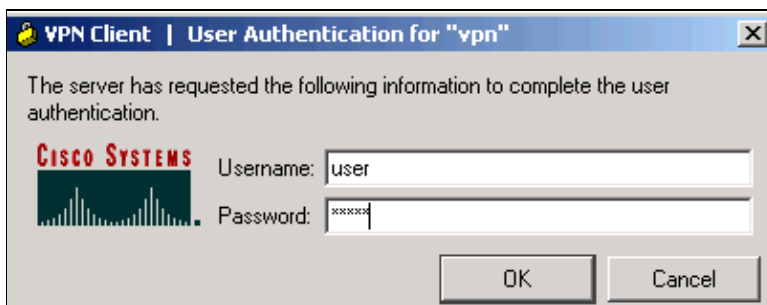 VPN Client | User Authentication for "vpn"
The server has requested the following information to complete the user
authentication.
CISCO SYSTEMS
Username: user
Password: *****
OK Cancel